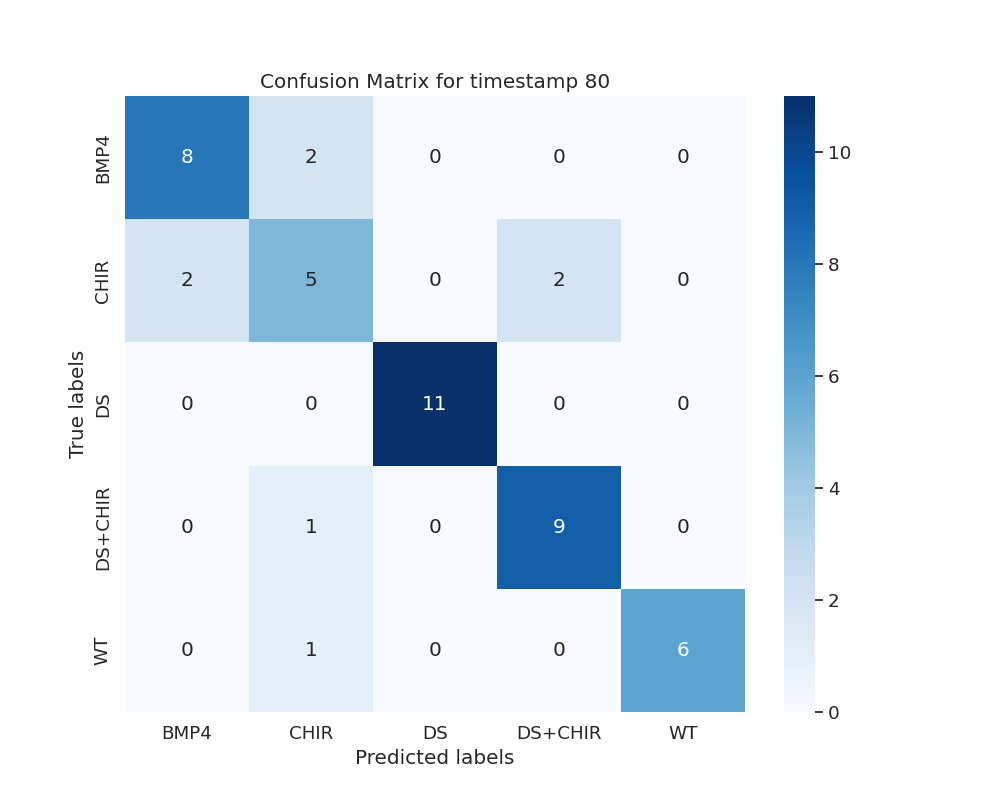 Confusion Matrix for timestamp 80
True labels
BMP4 8 2 0 0 0
CHIR 2 5 0 2 0
DS 0 0 11 0 0
DS+CHIR 0 1 0 9 0
WT 0 1 0 0 6
BMP4 CHIR DS DS+CHIR WT
Predicted labels
10
8
6
4
2
0